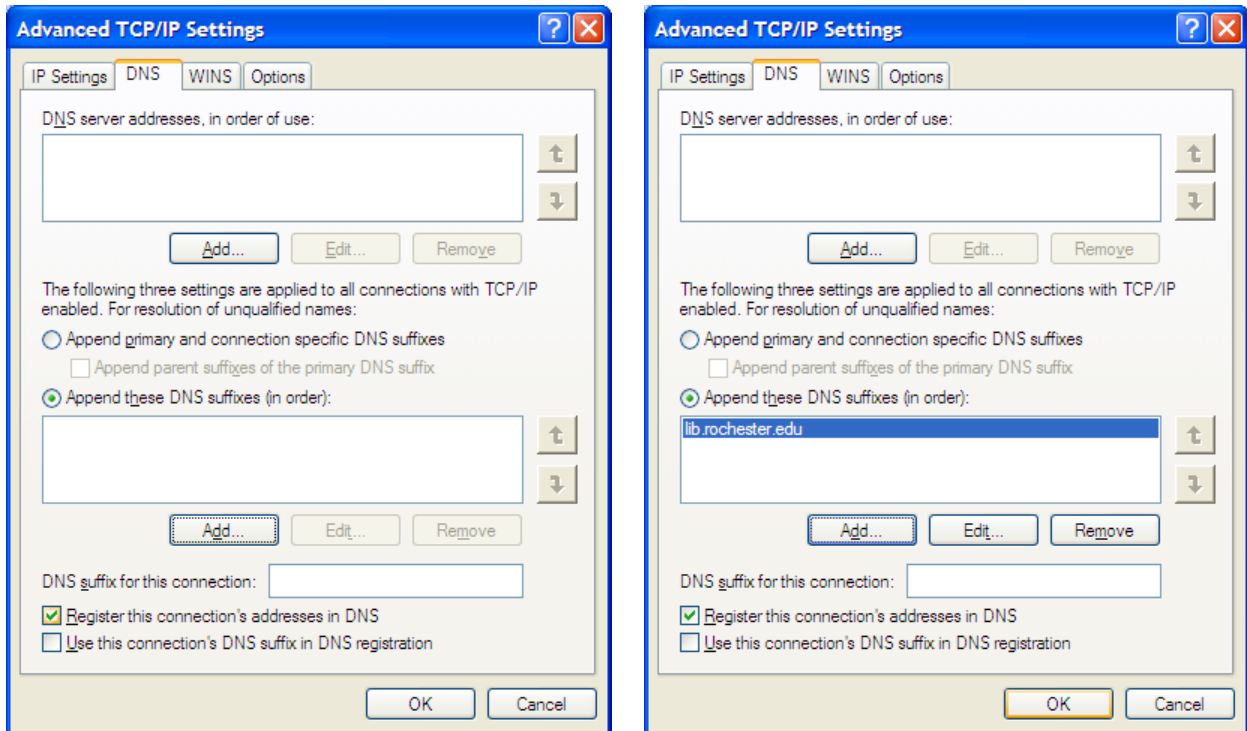 Advanced TCP/IP Settings
IP Settings DNS WINS Options
DNS server addresses, in order of use:
Add... Edit... Remove
The following three settings are applied to all connections with TCP/IP
enabled. For resolution of unqualified names:
Append primary and connection specific DNS suffixes
Append parent suffixes of the primary DNS suffix
Append these DNS suffixes (in order):
Add... Edit... Remove
DNS suffix for this connection:
Register this connection's addresses in DNS
Use this connection's DNS suffix in DNS registration
OK Cancel
Advanced TCP/IP Settings
IP Settings DNS WINS Options
DNS server addresses, in order of use:
Add... Edit... Remove
The following three settings are applied to all connections with TCP/IP
enabled. For resolution of unqualified names:
Append primary and connection specific DNS suffixes
Append parent suffixes of the primary DNS suffix
Append these DNS suffixes (in order):
lib.rochester.edu
Add... Edit... Remove
DNS suffix for this connection:
Register this connection's addresses in DNS
Use this connection's DNS suffix in DNS registration
OK Cancel